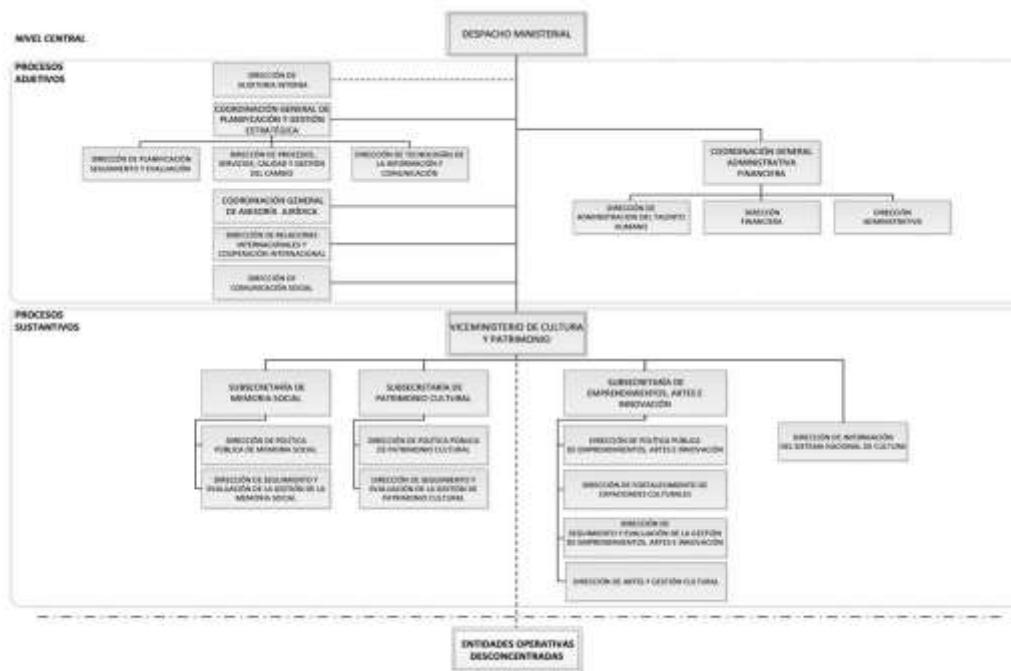 NIVEL CENTRAL
DESPACHO MINISTERIAL
PROCESOS
ADJETIVOS
DIRECCIÓN DE
AUDITORIA INTERNA
COORDINACIÓN GENERAL DE
PLANIFICACIÓN Y GESTIÓN
ESTRATÉGICA
DIRECCIÓN DE PLANIFICACIÓN
SEGUIMIENTO Y EVALUACIÓN
DIRECCIÓN DE PROCESOS,
SERVICIOS, CALIDAD Y GESTIÓN
DEL CAMBIO
DIRECCIÓN DE TECNOLOGÍAS DE
LA INFORMACIÓN Y
COMUNICACIÓN
COORDINACIÓN GENERAL
ADMINISTRATIVA
FINANCIERA
DIRECCIÓN DE
ADMINISTRACION DEL TALENTO
HUMANO
DIRECCIÓN
FINANCIERA
DIRECCIÓN
ADMINISTRATIVA
COORDINACIÓN GENERAL
DE ASESORÍA JURÍDICA
DIRECCIÓN DE RELACIONES
INTERNACIONALES Y
COOPERACIÓN INTERNACIONAL
DIRECCIÓN DE
COMUNICACIÓN SOCIAL
PROCESOS
SUSTANTIVOS
VICEMINISTERIO DE CULTURA
Y PATRIMONIO
SUBSECRETARÍA DE
MEMORIA SOCIAL
DIRECCIÓN DE POLÍTICA
PÚBLICA DE MEMORIA SOCIAL
DIRECCIÓN DE SEGUIMIENTO Y
EVALUACIÓN DE LA GESTIÓN DE LA
MEMORIA SOCIAL
SUBSECRETARÍA DE
PATRIMONIO CULTURAL
DIRECCIÓN DE POLÍTICA PÚBLICA
DE PATRIMONIO CULTURAL
DIRECCIÓN DE SEGUIMIENTO Y
EVALUACIÓN DE LA GESTIÓN DE
PATRIMONIO CULTURAL
SUBSECRETARÍA DE
EMPRENDIMIENTOS, ARTES E
INNOVACIÓN
DIRECCIÓN DE POLÍTICA PÚBLICA
DE EMPRENDIMIENTOS, ARTES E INNOVACIÓN
DIRECCIÓN DE FORTALECIMIENTO DE
CAPACIDADES CULTURALES
DIRECCIÓN DE
SEGUIMIENTO Y EVALUACIÓN DE LA GESTIÓN
DE EMPRENDIMIENTOS, ARTES E INNOVACIÓN
DIRECCIÓN DE ARTES Y GESTIÓN CULTURAL
DIRECCIÓN DE INFORMACIÓN
DEL SISTEMA NACIONAL DE CULTURA
ENTIDADES OPERATIVAS
DESCONCENTRADAS